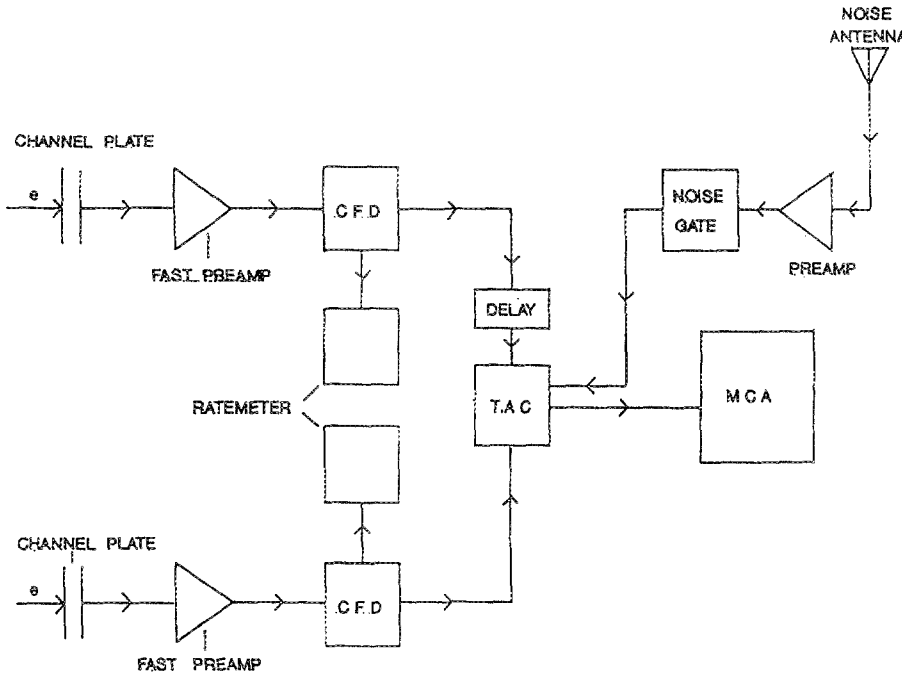 NOISE
ANTENNA
CHANNEL PLATE
e
C.F.D
NOISE
GATE
FAST PREAMP
PREAMP
DELAY
RATEMETER
T.A.C
M C A
CHANNEL PLATE
e
C.F.D
FAST PREAMP